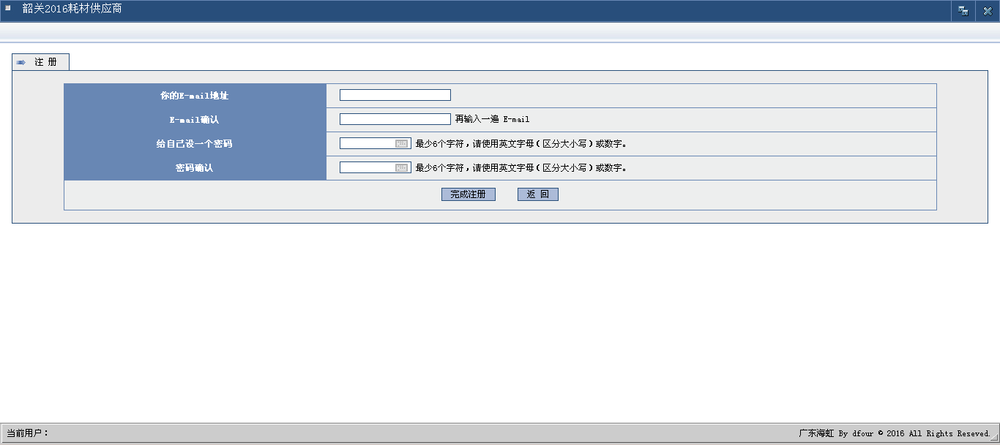 韶关2016耗材供应商
注 册
你的E-mail地址
E-mail确认 再输入一遍 E-mail
给自己设一个密码 最少6个字符，请使用英文字母（区分大小写）或数字。
密码确认 最少6个字符，请使用英文字母（区分大小写）或数字。
完成注册 返 回
当前用户： 广东海虹 By dfour © 2016 All Rights Reseved.